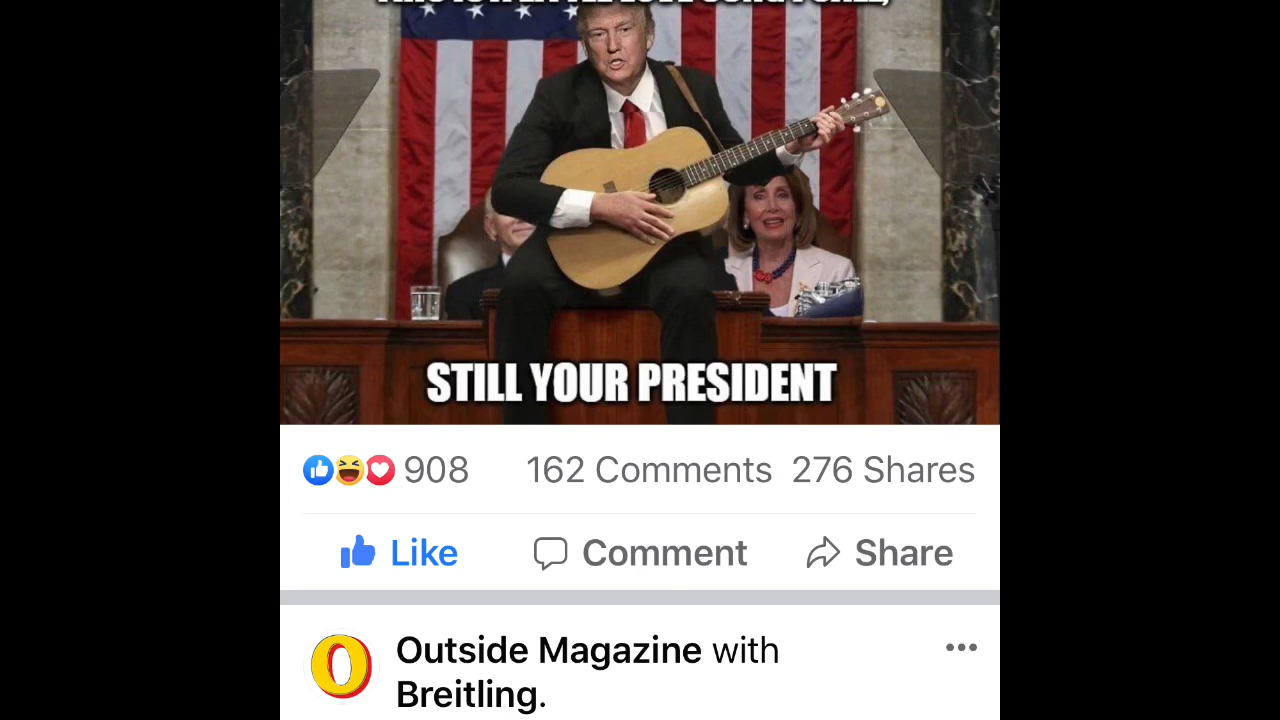 STILL YOUR PRESIDENT
908 162 Comments 276 Shares
Like Comment Share
Outside Magazine with
Breitling.